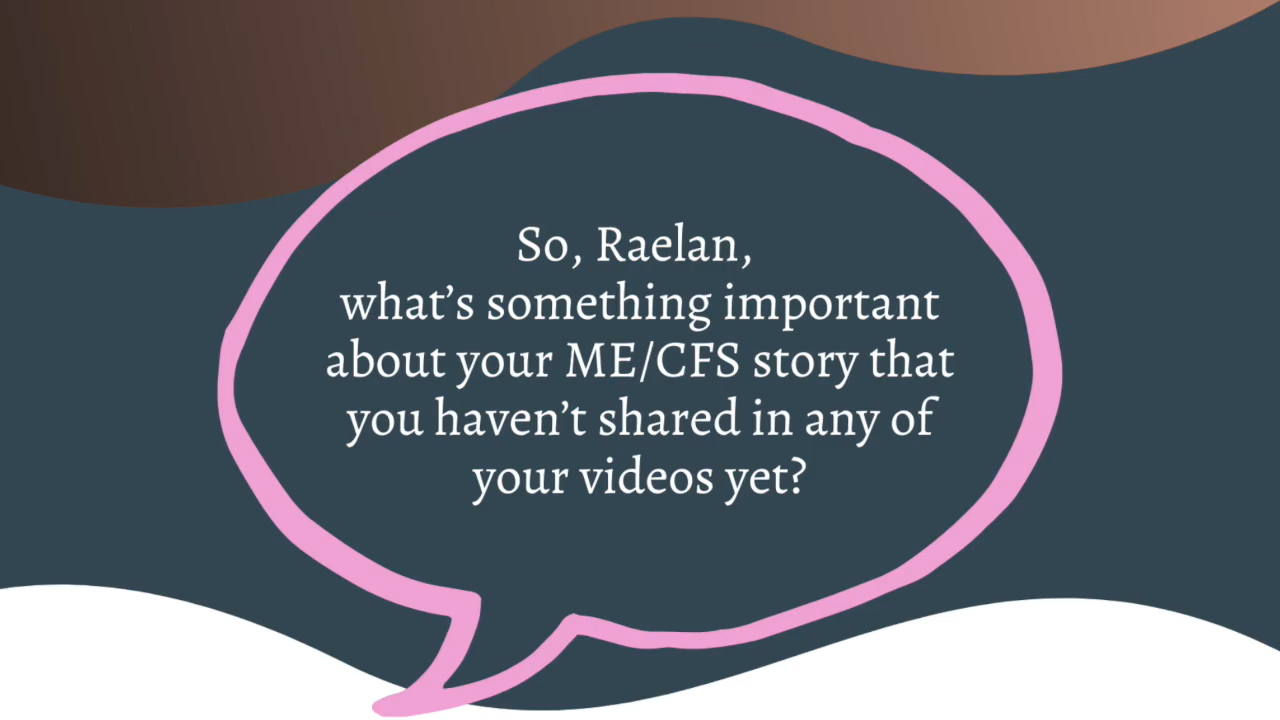 So, Raelan,
what’s something important
about your ME/CFS story that
you haven’t shared in any of
your videos yet?